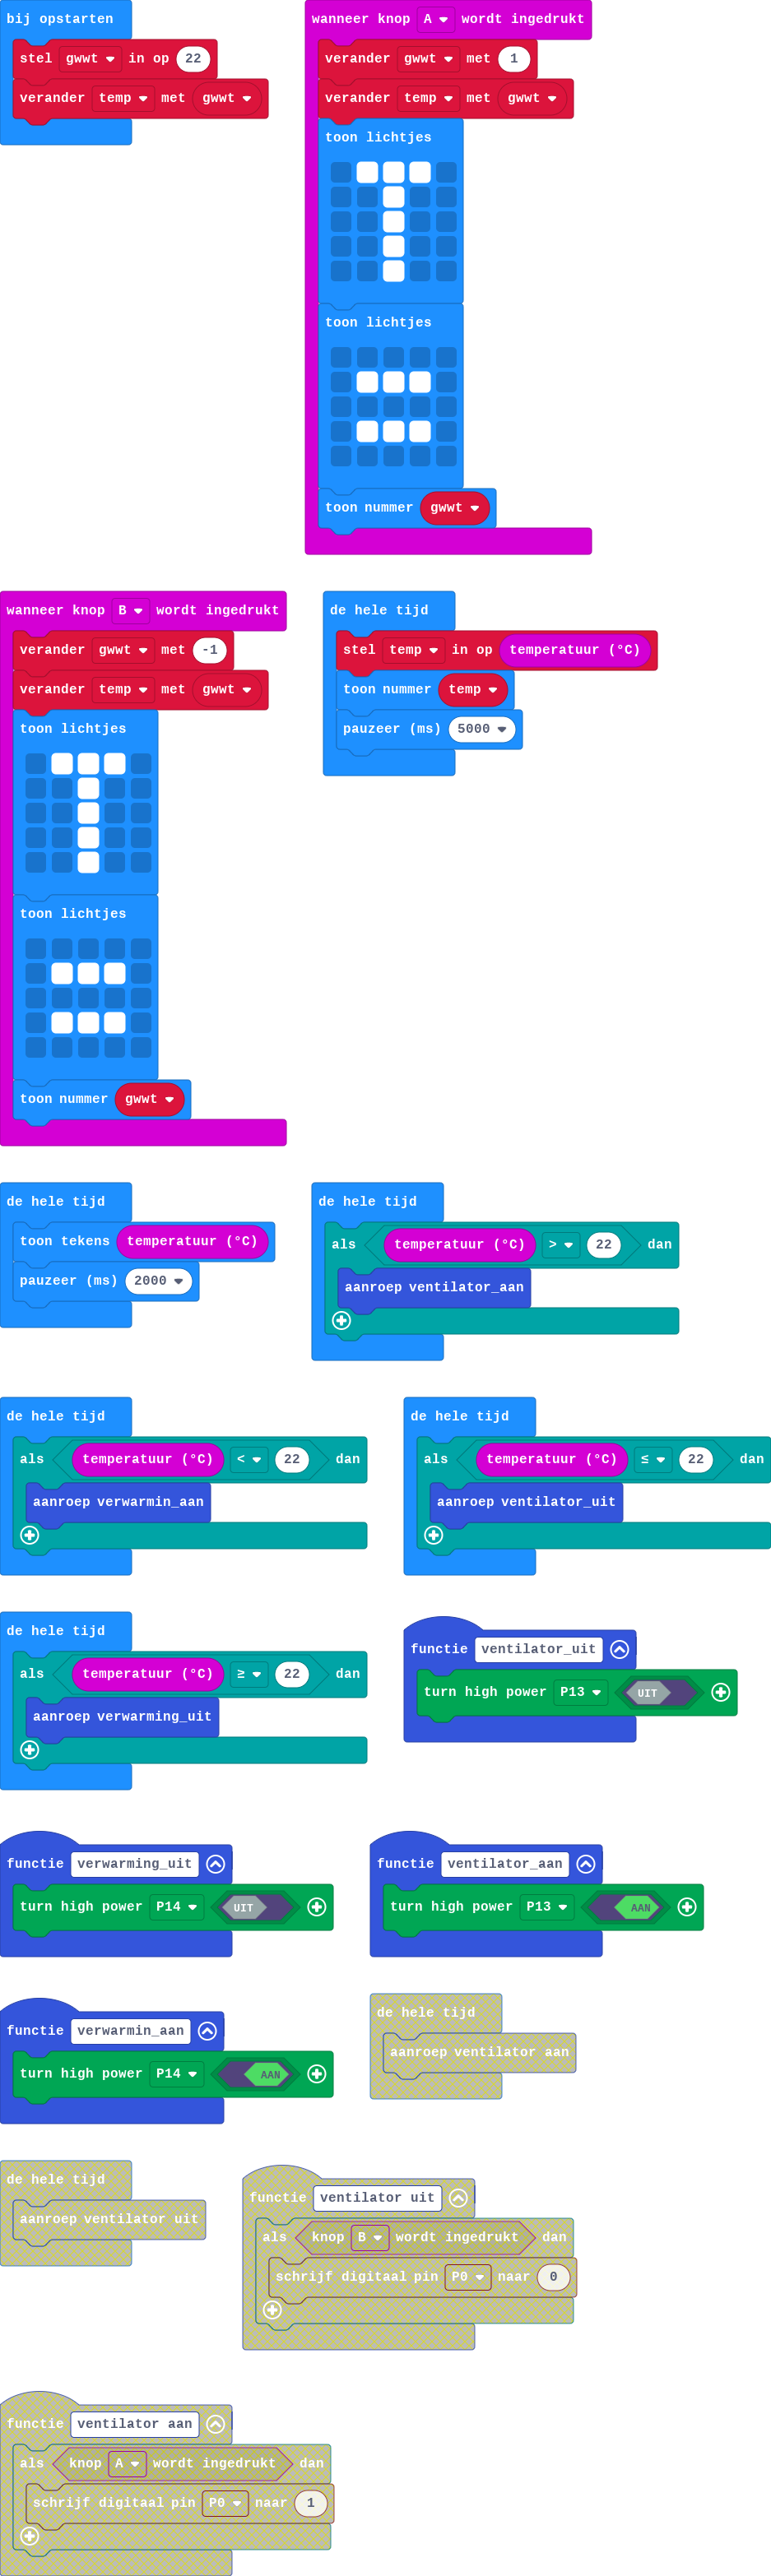 bij opstarten
stel gwwt in op 22
verander temp met gwwt
wanneer knop A wordt ingedrukt
verander gwwt met 1
verander temp met gwwt
toon lichtjes
toon lichtjes
toon nummer gwwt
wanneer knop B wordt ingedrukt
verander gwwt met -1
verander temp met gwwt
toon lichtjes
toon lichtjes
toon nummer gwwt
de hele tijd
stel temp in op temperatuur (°C)
toon nummer temp
pauzeer (ms) 5000
de hele tijd
toon tekens temperatuur (°C)
pauzeer (ms) 2000
de hele tijd
als temperatuur (°C) > 22 dan
aanroep ventilator_aan
de hele tijd
als temperatuur (°C) < 22 dan
aanroep verwarmin_aan
de hele tijd
als temperatuur (°C) ≤ 22 dan
aanroep ventilator_uit
de hele tijd
als temperatuur (°C) ≥ 22 dan
aanroep verwarming_uit
functie ventilator_uit
turn high power P13 UIT
functie verwarming_uit
turn high power P14 UIT
functie ventilator_aan
turn high power P13 AAN
functie verwarmin_aan
turn high power P14 AAN
de hele tijd
aanroep ventilator aan
de hele tijd
aanroep ventilator uit
functie ventilator uit
als knop B wordt ingedrukt dan
schrijf digitaal pin P0 naar 0
functie ventilator aan
als knop A wordt ingedrukt dan
schrijf digitaal pin P0 naar 1